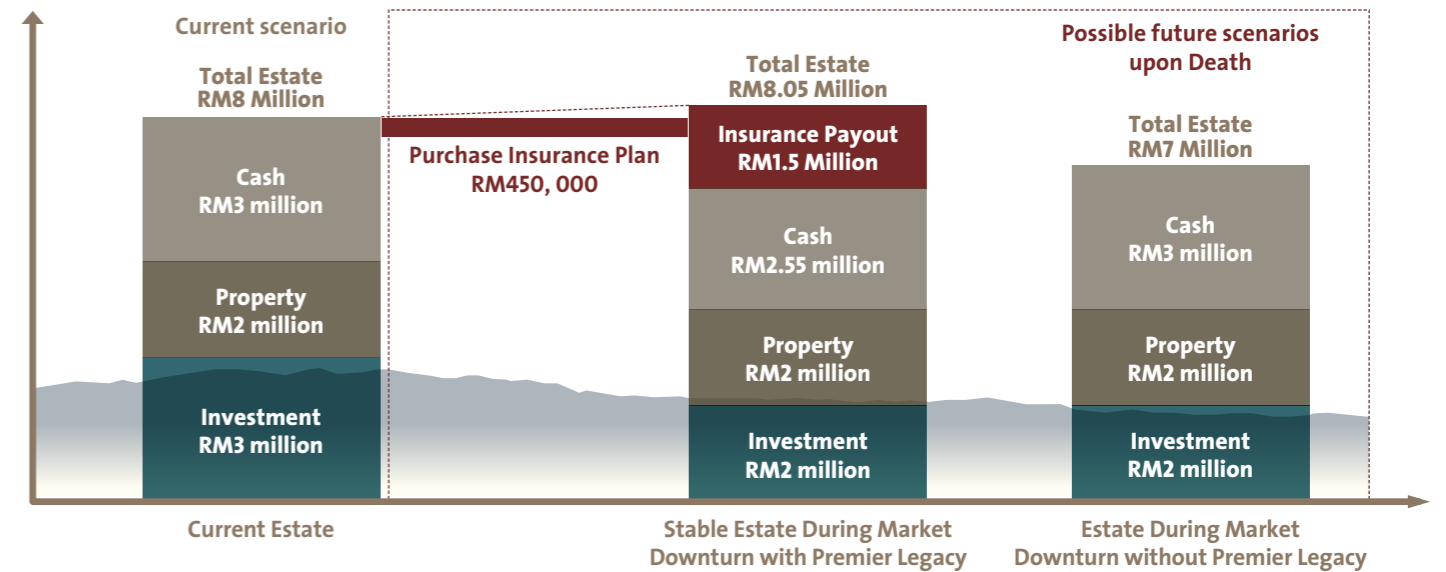 Current scenario
Total Estate
RM8 Million
Cash
RM3 million
Property
RM2 million
Investment
RM3 million
Current Estate
Purchase Insurance Plan
RM450, 000
Total Estate
RM8.05 Million
Insurance Payout
RM1.5 Million
Cash
RM2.55 million
Property
RM2 million
Investment
RM2 million
Stable Estate During Market
Downturn with Premier Legacy
Possible future scenarios
upon Death
Total Estate
RM7 Million
Cash
RM3 million
Property
RM2 million
Investment
RM2 million
Estate During Market
Downturn without Premier Legacy